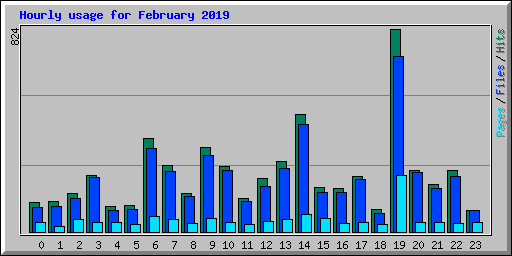 Hourly usage for February 2019
824
Pages / Files / Hits
0 1 2 3 4 5 6 7 8 9 10 11 12 13 14 15 16 17 18 19 20 21 22 23